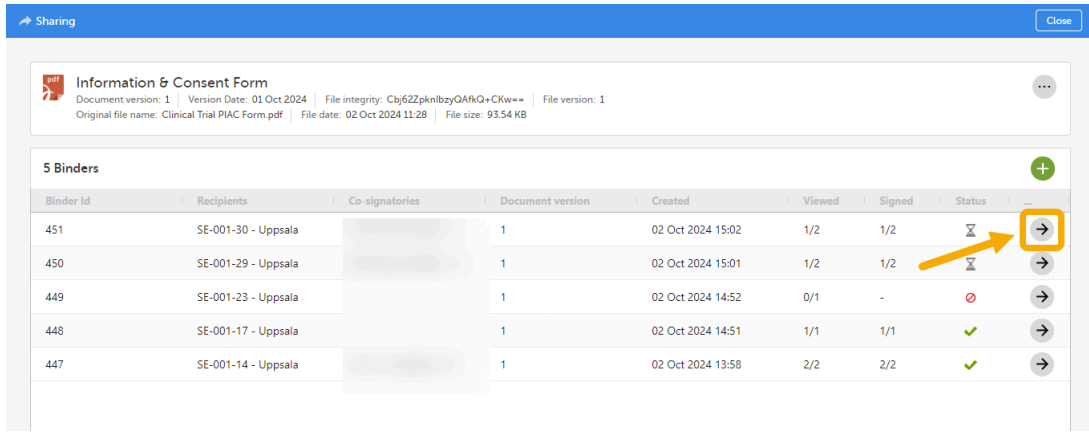 Sharing Close
pdf
Information & Consent Form
Document version: 1 Version Date: 01 Oct 2024 File integrity: Cbj62ZpknIbzyQAfkQ+CKw== File version: 1
Original file name: Clinical Trial PIAC Form.pdf File date: 02 Oct 2024 11:28 File size: 93.54 KB
5 Binders
Binder Id Recipients Co-signatories Document version Created Viewed Signed Status ...
451 SE-001-30 - Uppsala 1 02 Oct 2024 15:02 1/2 1/2
450 SE-001-29 - Uppsala 1 02 Oct 2024 15:01 1/2 1/2
449 SE-001-23 - Uppsala 1 02 Oct 2024 14:52 0/1 -
448 SE-001-17 - Uppsala 1 02 Oct 2024 14:51 1/1 1/1
447 SE-001-14 - Uppsala 1 02 Oct 2024 13:58 2/2 2/2